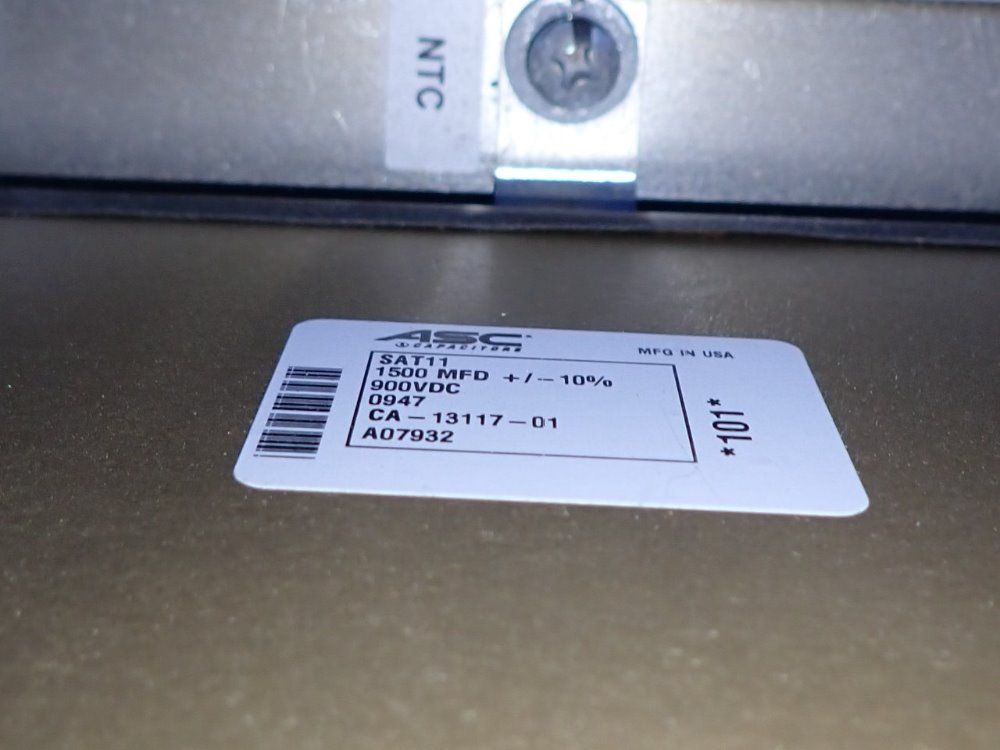 NTC
ASC
CAPACITORS
MFG IN USA
SAT11
1500 MFD +/-10%
900VDC
0947
CA-13117-01
A07932
*101*